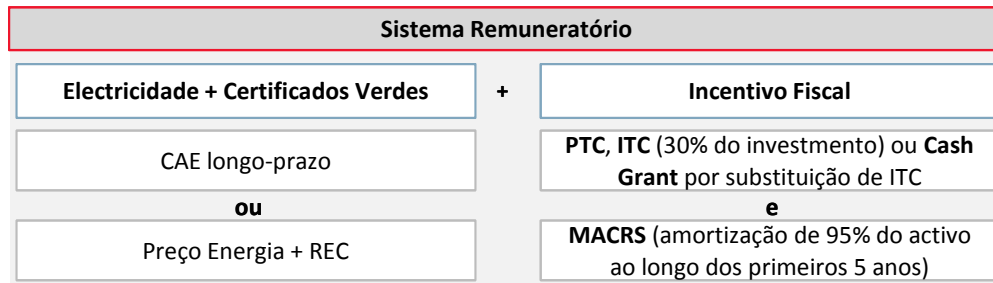 Sistema Remuneratório
Electricidade + Certificados Verdes + Incentivo Fiscal
CAE longo-prazo
PTC, ITC (30% do investimento) ou Cash
Grant por substituição de ITC
ou
e
Preço Energia + REC
MACRS (amortização de 95% do activo
ao longo dos primeiros 5 anos)